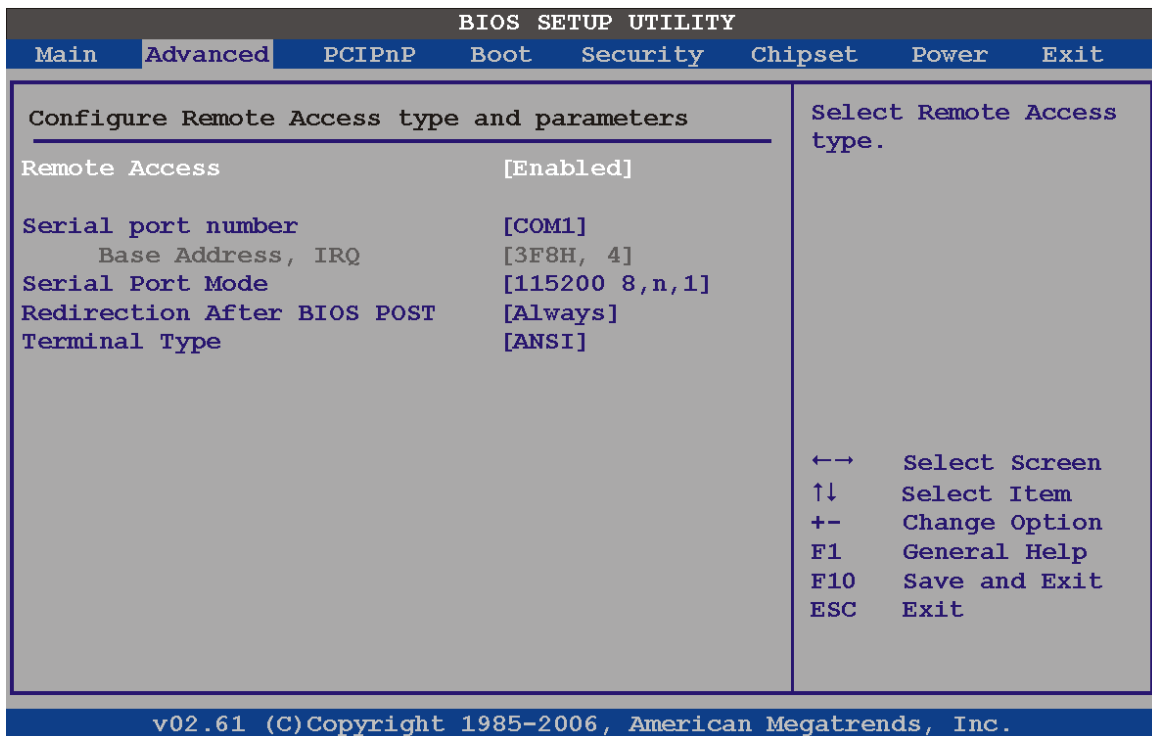 BIOS SETUP UTILITY
Main Advanced PCIPnP Boot Security Chipset Power Exit
Configure Remote Access type and parameters
Remote Access [Enabled]
Serial port number [COM1]
Base Address, IRQ [3F8H, 4]
Serial Port Mode [115200 8,n,1]
Redirection After BIOS POST [Always]
Terminal Type [ANSI]
Select Remote Access
type.
←→ Select Screen
↑↓ Select Item
+- Change Option
F1 General Help
F10 Save and Exit
ESC Exit
v02.61 (C)Copyright 1985-2006, American Megatrends, Inc.